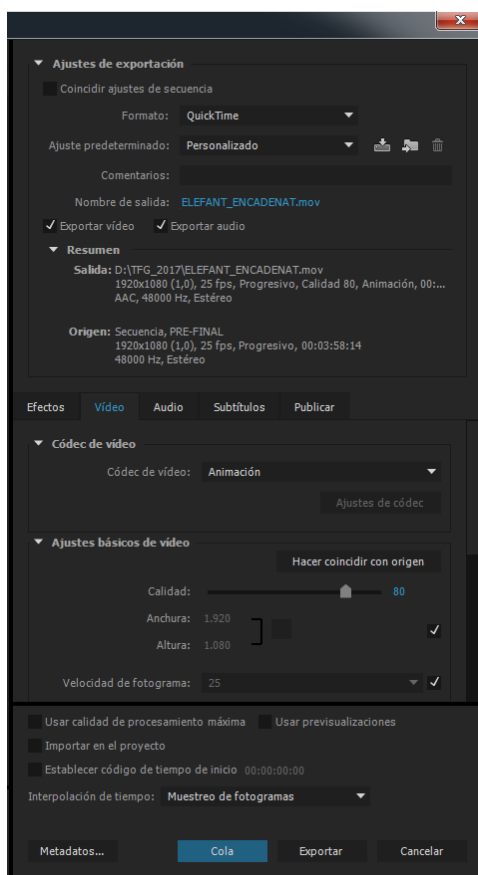 x
Ajustes de exportación
Coincidir ajustes de secuencia
Formato: QuickTime
Ajuste predeterminado: Personalizado
Comentarios:
Nombre de salida: ELEFANT_ENCADENAT.mov
Exportar vídeo Exportar audio
Resumen
Salida: D:\TFG_2017\ELEFANT_ENCADENAT.mov
1920x1080 (1,0), 25 fps, Progresivo, Calidad 80, Animación, 00:...
AAC, 48000 Hz, Estéreo
Origen: Secuencia, PRE-FINAL
1920x1080 (1,0), 25 fps, Progresivo, 00:03:58:14
48000 Hz, Estéreo
Efectos Vídeo Audio Subtítulos Publicar
Códec de vídeo
Códec de vídeo: Animación
Ajustes de códec
Ajustes básicos de vídeo
Hacer coincidir con origen
Calidad: 80
Anchura: 1.920
Altura: 1.080
Velocidad de fotograma: 25
Usar calidad de procesamiento máxima Usar previsualizaciones
Importar en el proyecto
Establecer código de tiempo de inicio 00:00:00:00
Interpolación de tiempo: Muestreo de fotogramas
Metadatos... Cola Exportar Cancelar